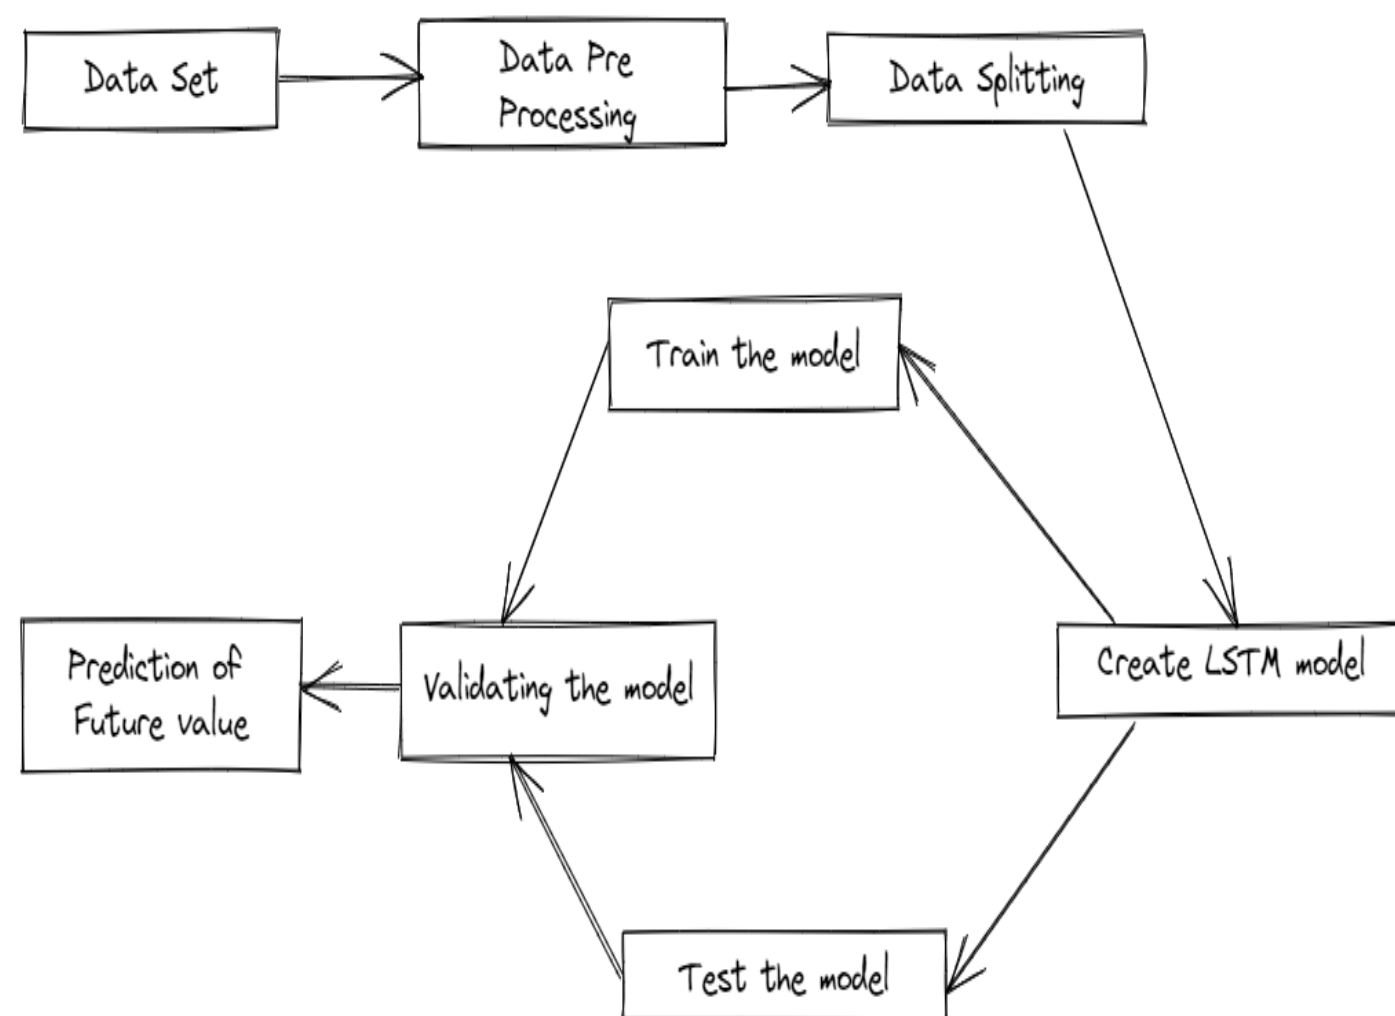 Data Set
Data Pre
Processing
Data Splitting
Train the model
Create LSTM model
Prediction of
Future value
Validating the model
Test the model